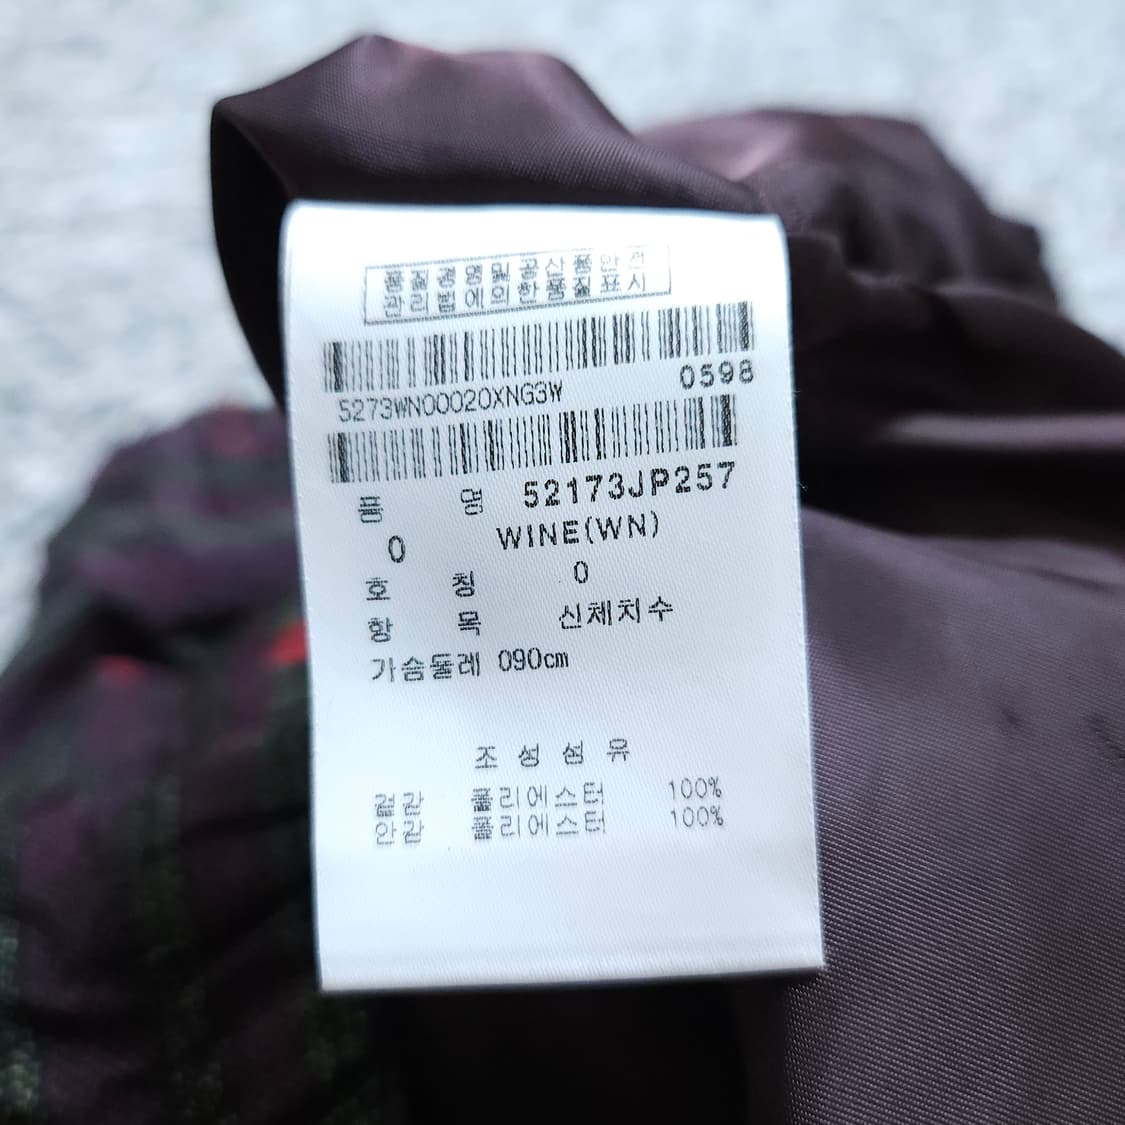 품질경영및공산품안전
관리법에의한품질표시
5273WN00020XNG3W 0598
품 명 52173JP257
0 WINE(WN)
호 칭 0
항 목 신체치수
가슴둘레 090cm
조성섬유
겉감 폴리에스터 100%
안감 폴리에스터 100%